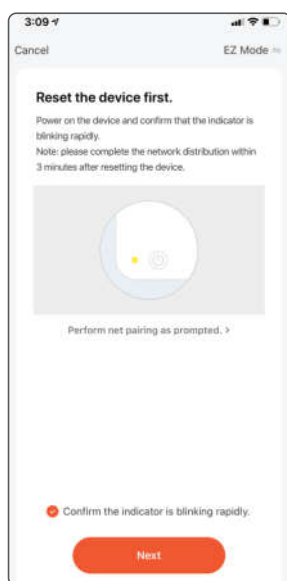 3:09
Cancel
EZ Mode
Reset the device first.
Power on the device and confirm that the indicator is
blinking rapidly.
Note: please complete the network distribution within
3 minutes after resetting the device.
Perform net pairing as prompted. >
Confirm the indicator is blinking rapidly.
Next